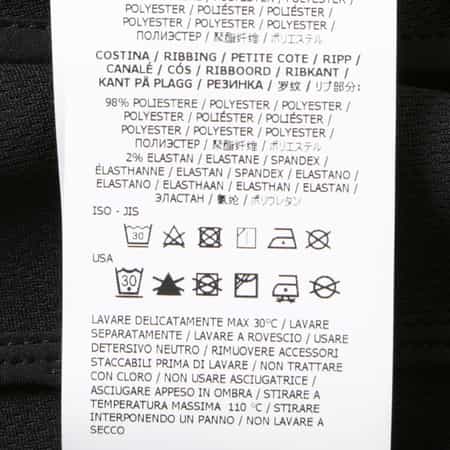 POLYESTER / POLIÉSTER / POLIÉSTER /
POLYESTER / POLYESTER / POLYESTER /
ПОЛИЭСТЕР / 聚酯纤维 / ポリエステル
COSTINA / RIBBING / PETITE COTE / RIPP /
CANALÉ / CÓS / RIBBOORD / RIBKANT /
KANT PÅ PLAGG / РЕЗИНКА / 罗纹 / リブ部分:
98% POLIESTERE / POLYESTER / POLYESTER /
POLYESTER / POLIÉSTER / POLIÉSTER /
POLYESTER / POLYESTER / POLYESTER /
ПОЛИЭСТЕР / 聚酯纤维 / ポリエステル
2% ELASTAN / ELASTANE / SPANDEX /
ÉLASTHANNE / ELASTAN / SPANDEX / ELASTANO /
ELASTANO / ELASTHAAN / ELASTHAN / ELASTAN /
ЭЛАСТАН / 氨纶 / ポリウレタン
ISO - JIS
30
USA
30
LAVARE DELICATAMENTE MAX 30°C / LAVARE
SEPARATAMENTE / LAVARE A ROVESCIO / USARE
DETERSIVO NEUTRO / RIMUOVERE ACCESSORI
STACCABILI PRIMA DI LAVARE / NON TRATTARE
CON CLORO / NON USARE ASCIUGATRICE /
ASCIUGARE APPESO IN OMBRA / STIRARE A
TEMPERATURA MASSIMA 110 °C / STIRARE
INTERPONENDO UN PANNO / NON LAVARE A
SECCO